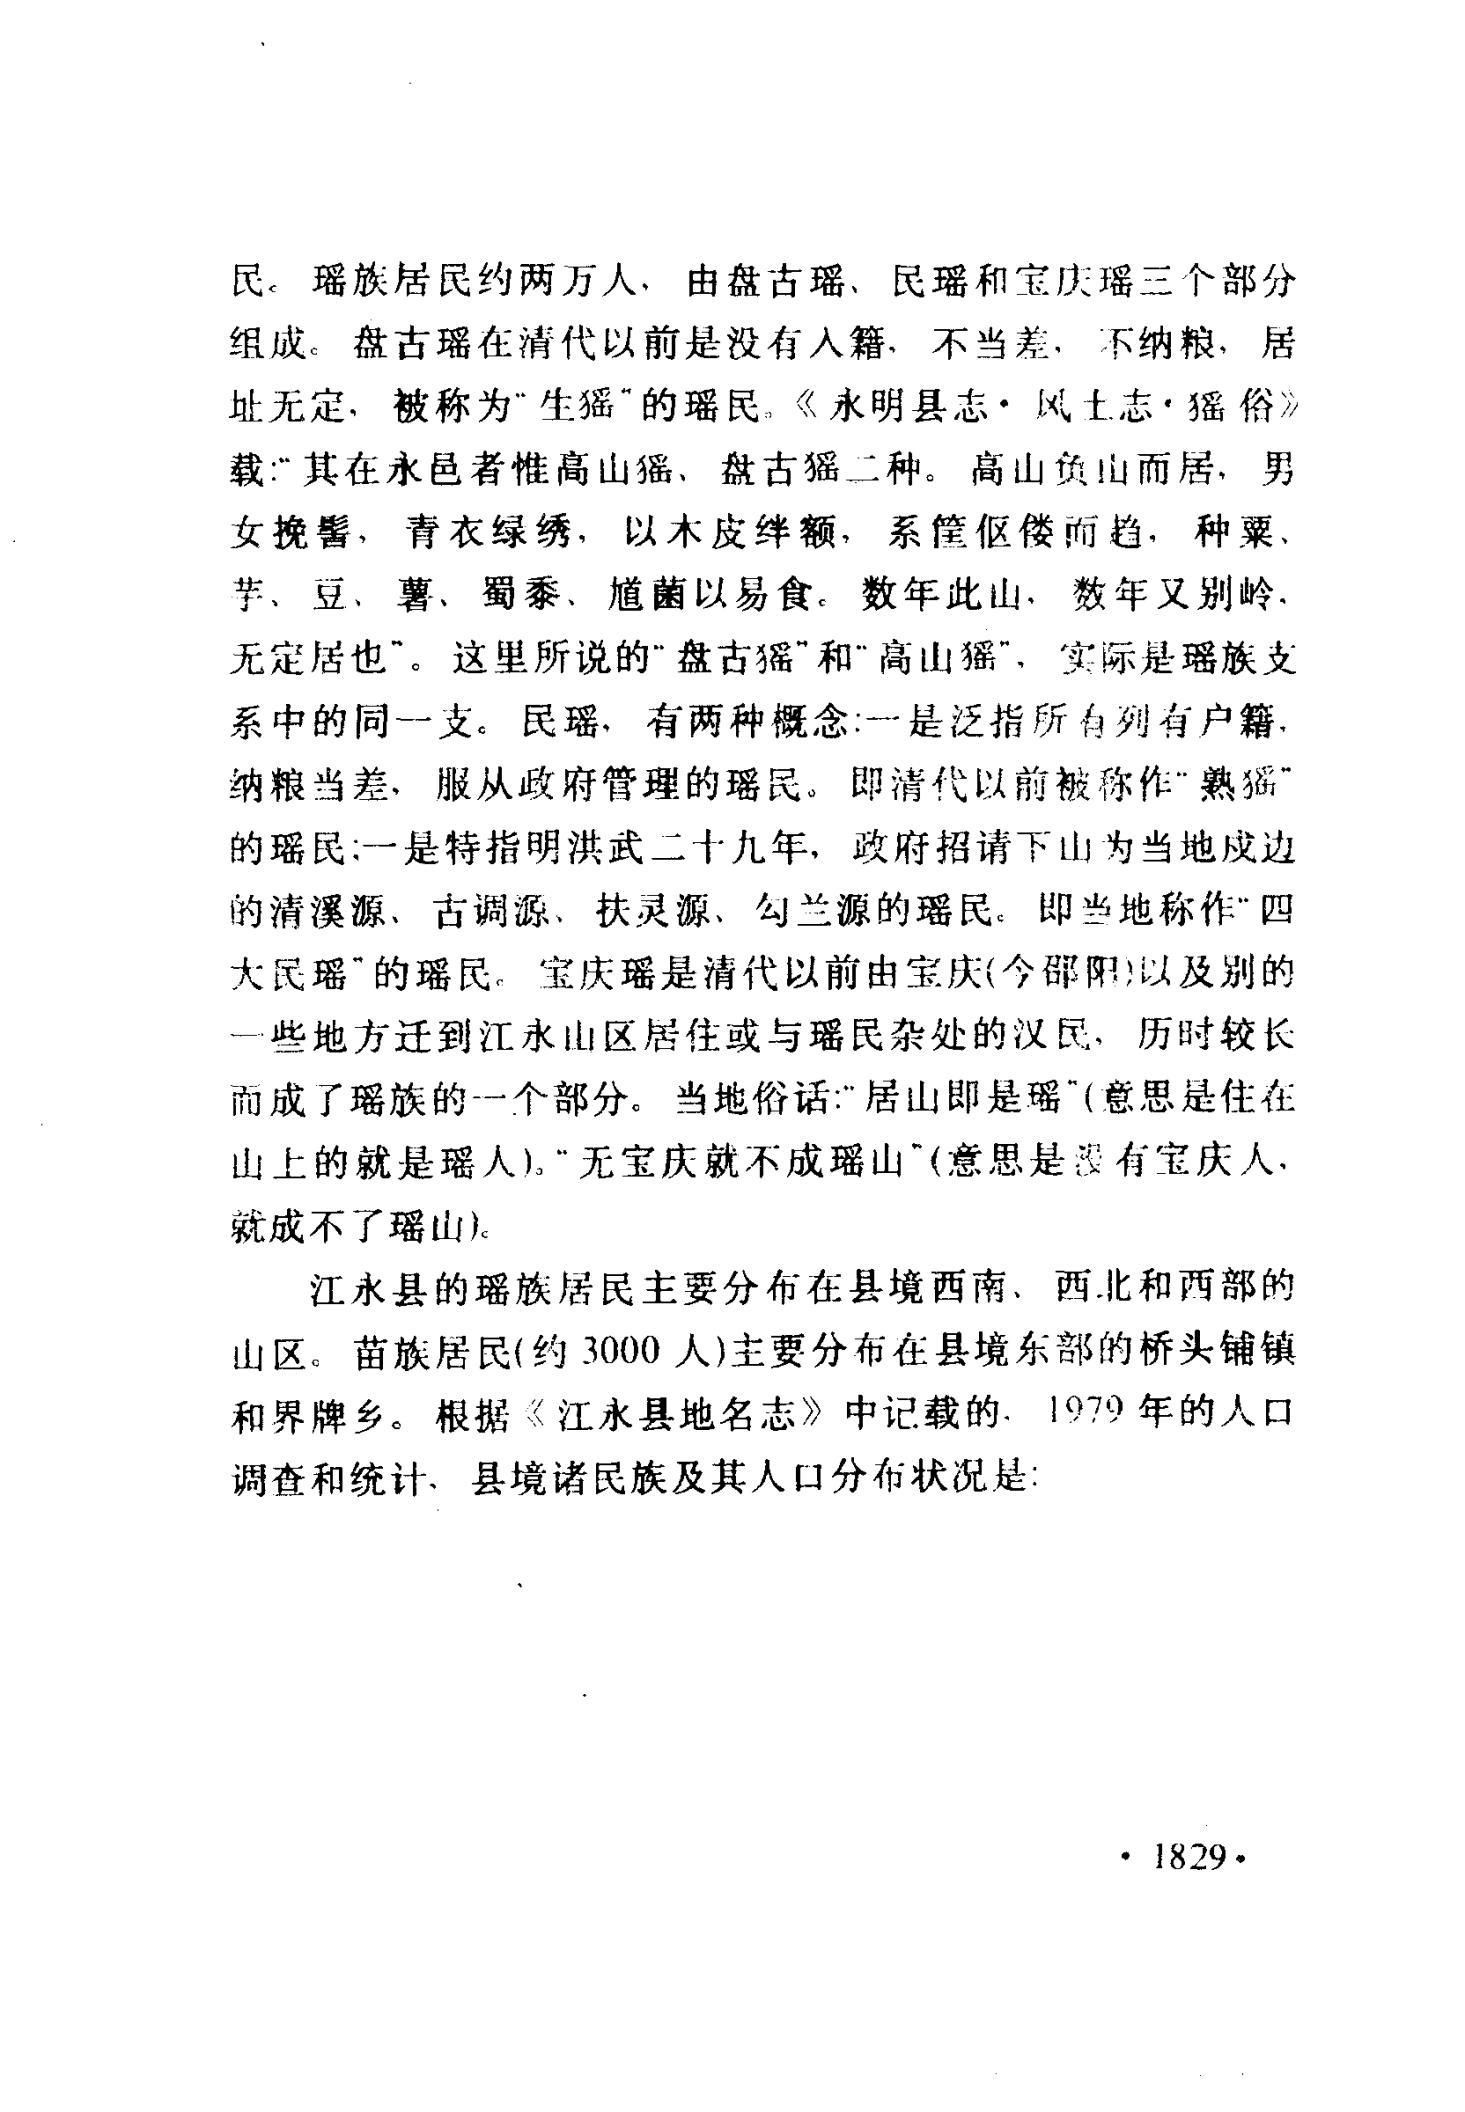 民。瑶族居民约两万人，由盘古瑶、民瑶和宝庆瑶三个部分
组成。盘古瑶在清代以前是没有入籍，不当差，不纳粮，居
址无定，被称为“生猺”的瑶民。《永明县志·风土志·猺俗》
载:“其在永邑者惟高山猺、盘古猺二种。高山负山而居，男
女挽髻，青衣绿绣，以木皮绊额，系筐伛偻而趋，种粟、
芋、豆、薯、蜀黍、尵菌以易食。数年此山，数年又别岭，
无定居也”。这里所说的“盘古猺”和“高山猺”，实际是瑶族支
系中的同一支。民瑶，有两种概念:一是泛指所有列有户籍，
纳粮当差，服从政府管理的瑶民。即清代以前被称作“熟猺”
的瑶民;一是特指明洪武二十九年，政府招请下山为当地戍边
的清溪源、古调源、扶灵源、勾兰源的瑶民。即当地称作“四
大民瑶”的瑶民。宝庆瑶是清代以前由宝庆(今邵阳)以及别的
一些地方迁到江永山区居住或与瑶民杂处的汉民，历时较长
而成了瑶族的一个部分。当地俗话:“居山即是瑶”(意思是住在
山上的就是瑶人)。“无宝庆就不成瑶山”(意思是没有宝庆人，
就成不了瑶山)。
江永县的瑶族居民主要分布在县境西南、西北和西部的
山区。苗族居民(约 3000 人)主要分布在县境东部的桥头铺镇
和界牌乡。根据《江永县地名志》中记载的，1979 年的人口
调查和统计，县境诸民族及其人口分布状况是:
·1829·